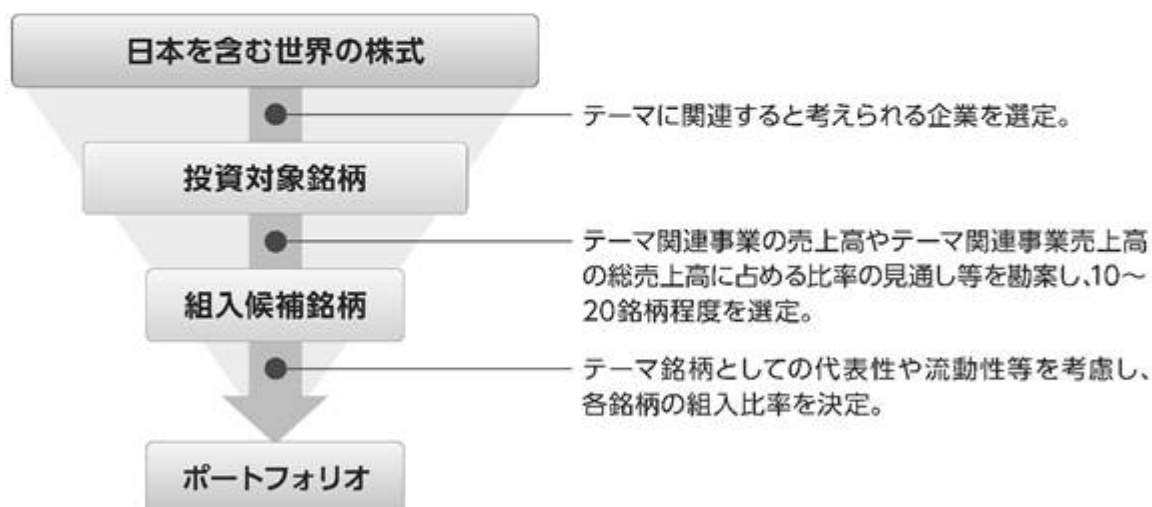 日本を含む世界の株式
テーマに関連すると考えられる企業を選定。
投資対象銘柄
テーマ関連事業の売上高やテーマ関連事業売上高
の総売上高に占める比率の見通し等を勘案し、10〜
20銘柄程度を選定。
組入候補銘柄
テーマ銘柄としての代表性や流動性等を考慮し、
各銘柄の組入比率を決定。
ポートフォリオ